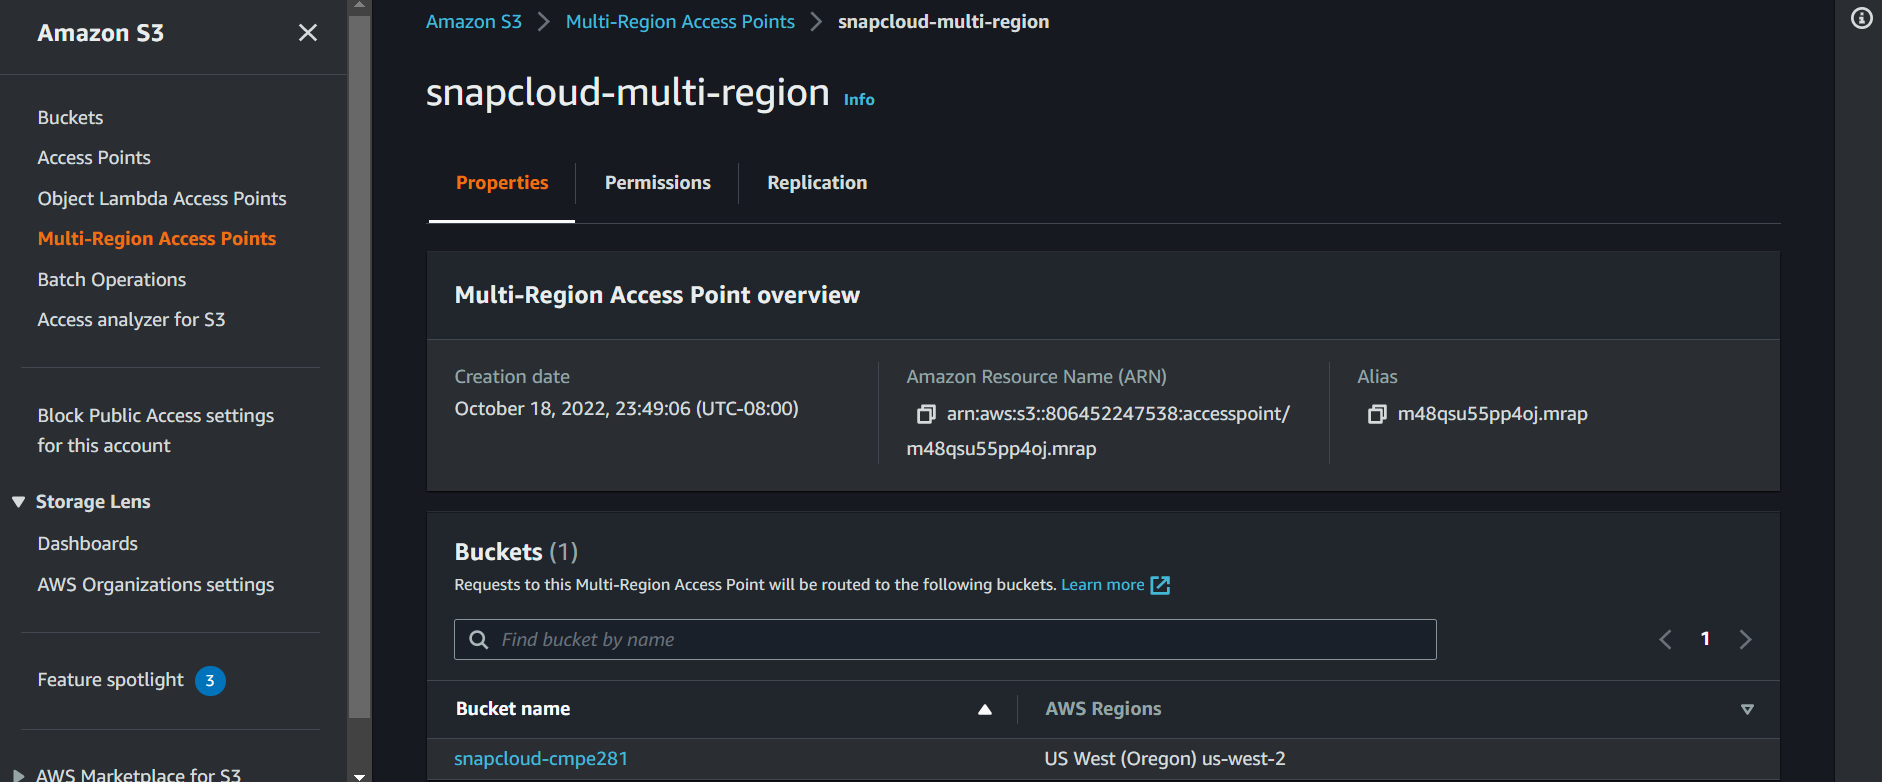 Amazon S3
Buckets
Access Points
Object Lambda Access Points
Multi-Region Access Points
Batch Operations
Access analyzer for S3
Block Public Access settings
for this account
Storage Lens
Dashboards
AWS Organizations settings
Feature spotlight 3
AWS Marketplace for S3
Amazon S3 Multi-Region Access Points snapcloud-multi-region
snapcloud-multi-region Info
Properties Permissions Replication
Multi-Region Access Point overview
Creation date
October 18, 2022, 23:49:06 (UTC-08:00)
Amazon Resource Name (ARN)
arn:aws:s3::806452247538:accesspoint/
m48qsu55pp4oj.mrap
Alias
m48qsu55pp4oj.mrap
Buckets (1)
Requests to this Multi-Region Access Point will be routed to the following buckets. Learn more
Find bucket by name
1
Bucket name AWS Regions
snapcloud-cmpe281 US West (Oregon) us-west-2